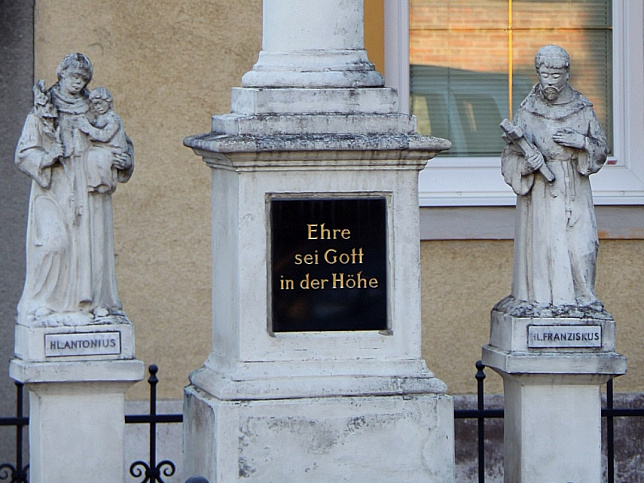 Ehre
sei Gott
in der Höhe
HL.ANTONIUS
HL.FRANZISKUS